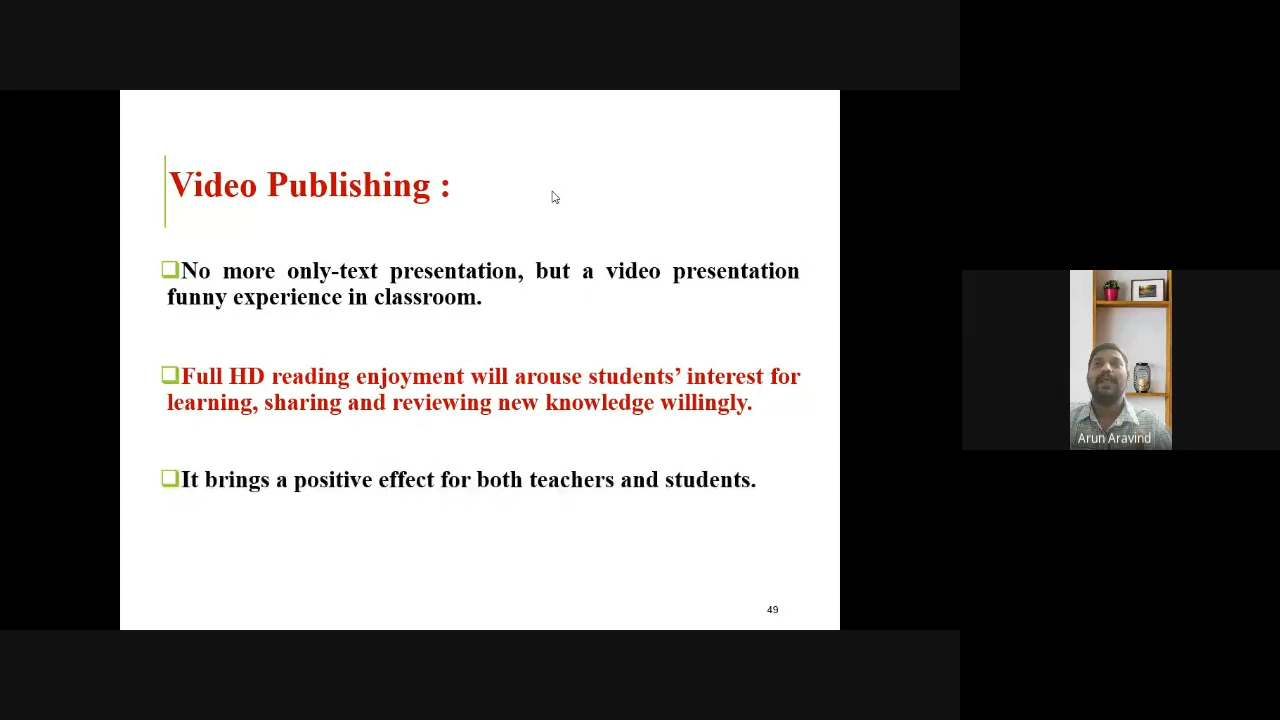 Video Publishing :
No more only-text presentation, but a video presentation
funny experience in classroom.
Full HD reading enjoyment will arouse students’ interest for
learning, sharing and reviewing new knowledge willingly.
It brings a positive effect for both teachers and students.
49
Arun Aravind